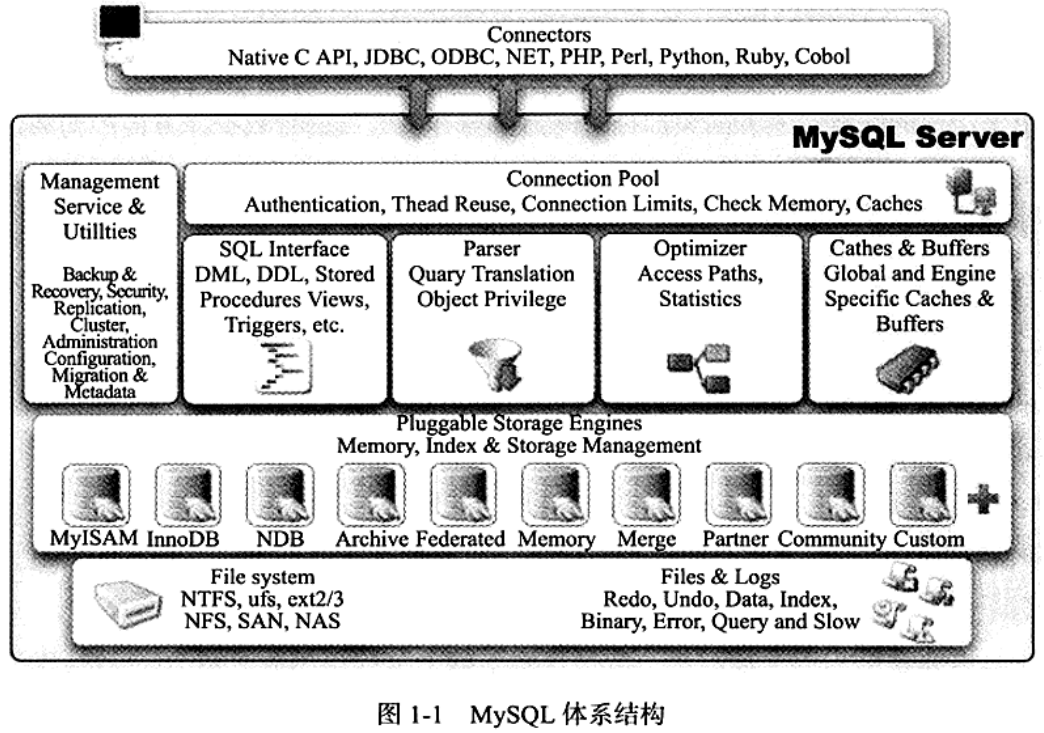 Connectors
Native C API, JDBC, ODBC, NET, PHP, Perl, Python, Ruby, Cobol
MySQL Server
Management
Service &
Utillties
Backup &
Recovery, Security,
Replication,
Cluster,
Administration
Configuration,
Migration &
Metadata
Connection Pool
Authentication, Thead Reuse, Connection Limits, Check Memory, Caches
SQL Interface
DML, DDL, Stored
Procedures Views,
Triggers, etc.
Parser
Quary Translation
Object Privilege
Optimizer
Access Paths,
Statistics
Cathes & Buffers
Global and Engine
Specific Caches &
Buffers
Pluggable Storage Engines
Memory, Index & Storage Management
MyISAM InnoDB NDB Archive Federated Memory Merge Partner Community Custom
File system
NTFS, ufs, ext2/3
NFS, SAN, NAS
Files & Logs
Redo, Undo, Data, Index,
Binary, Error, Query and Slow
图 1-1 MySQL 体系结构